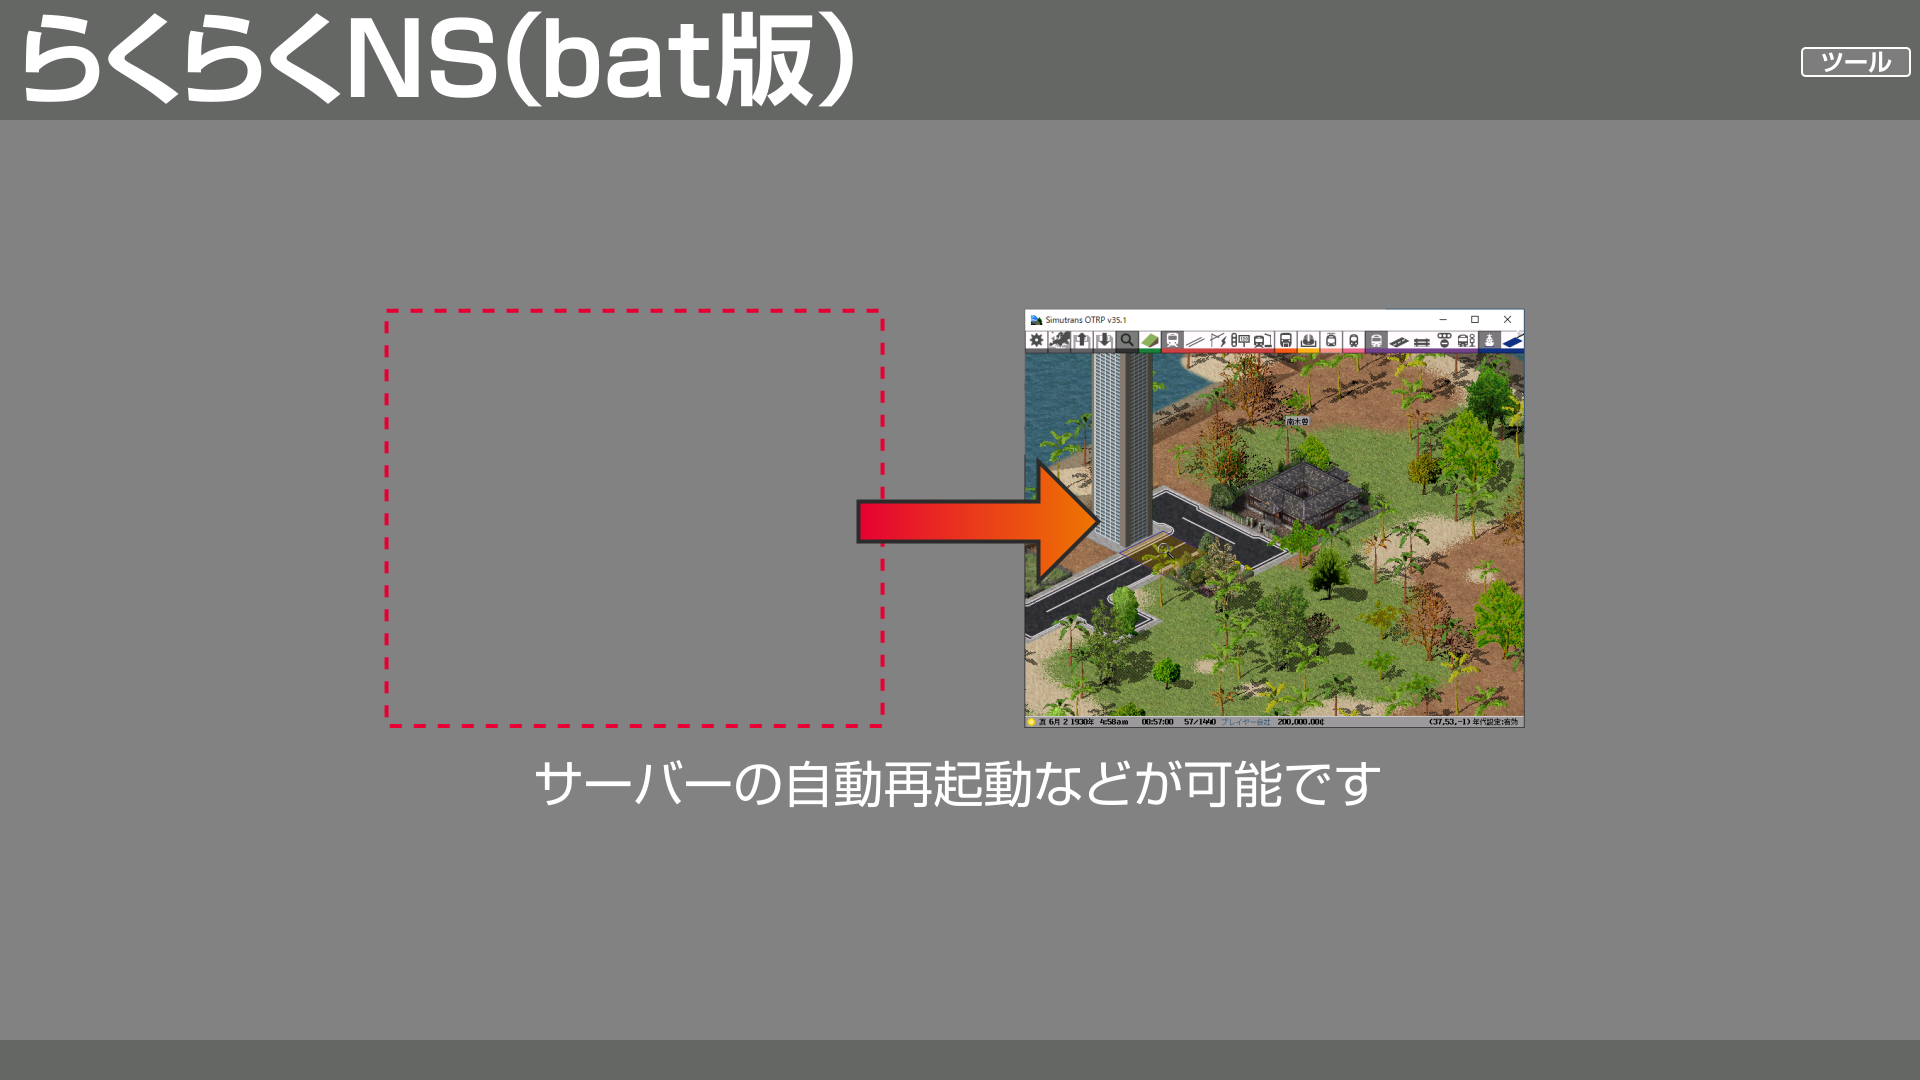 らくらくNS(bat版)
ツール
Simutrans OTRP v35.1
南木曽
6月 2 1930年 4:58am 00:57:00 57/1440 プレイヤー会社 200,000.00¢ (37,53,-1) 年代設定:有効
サーバーの自動再起動などが可能です